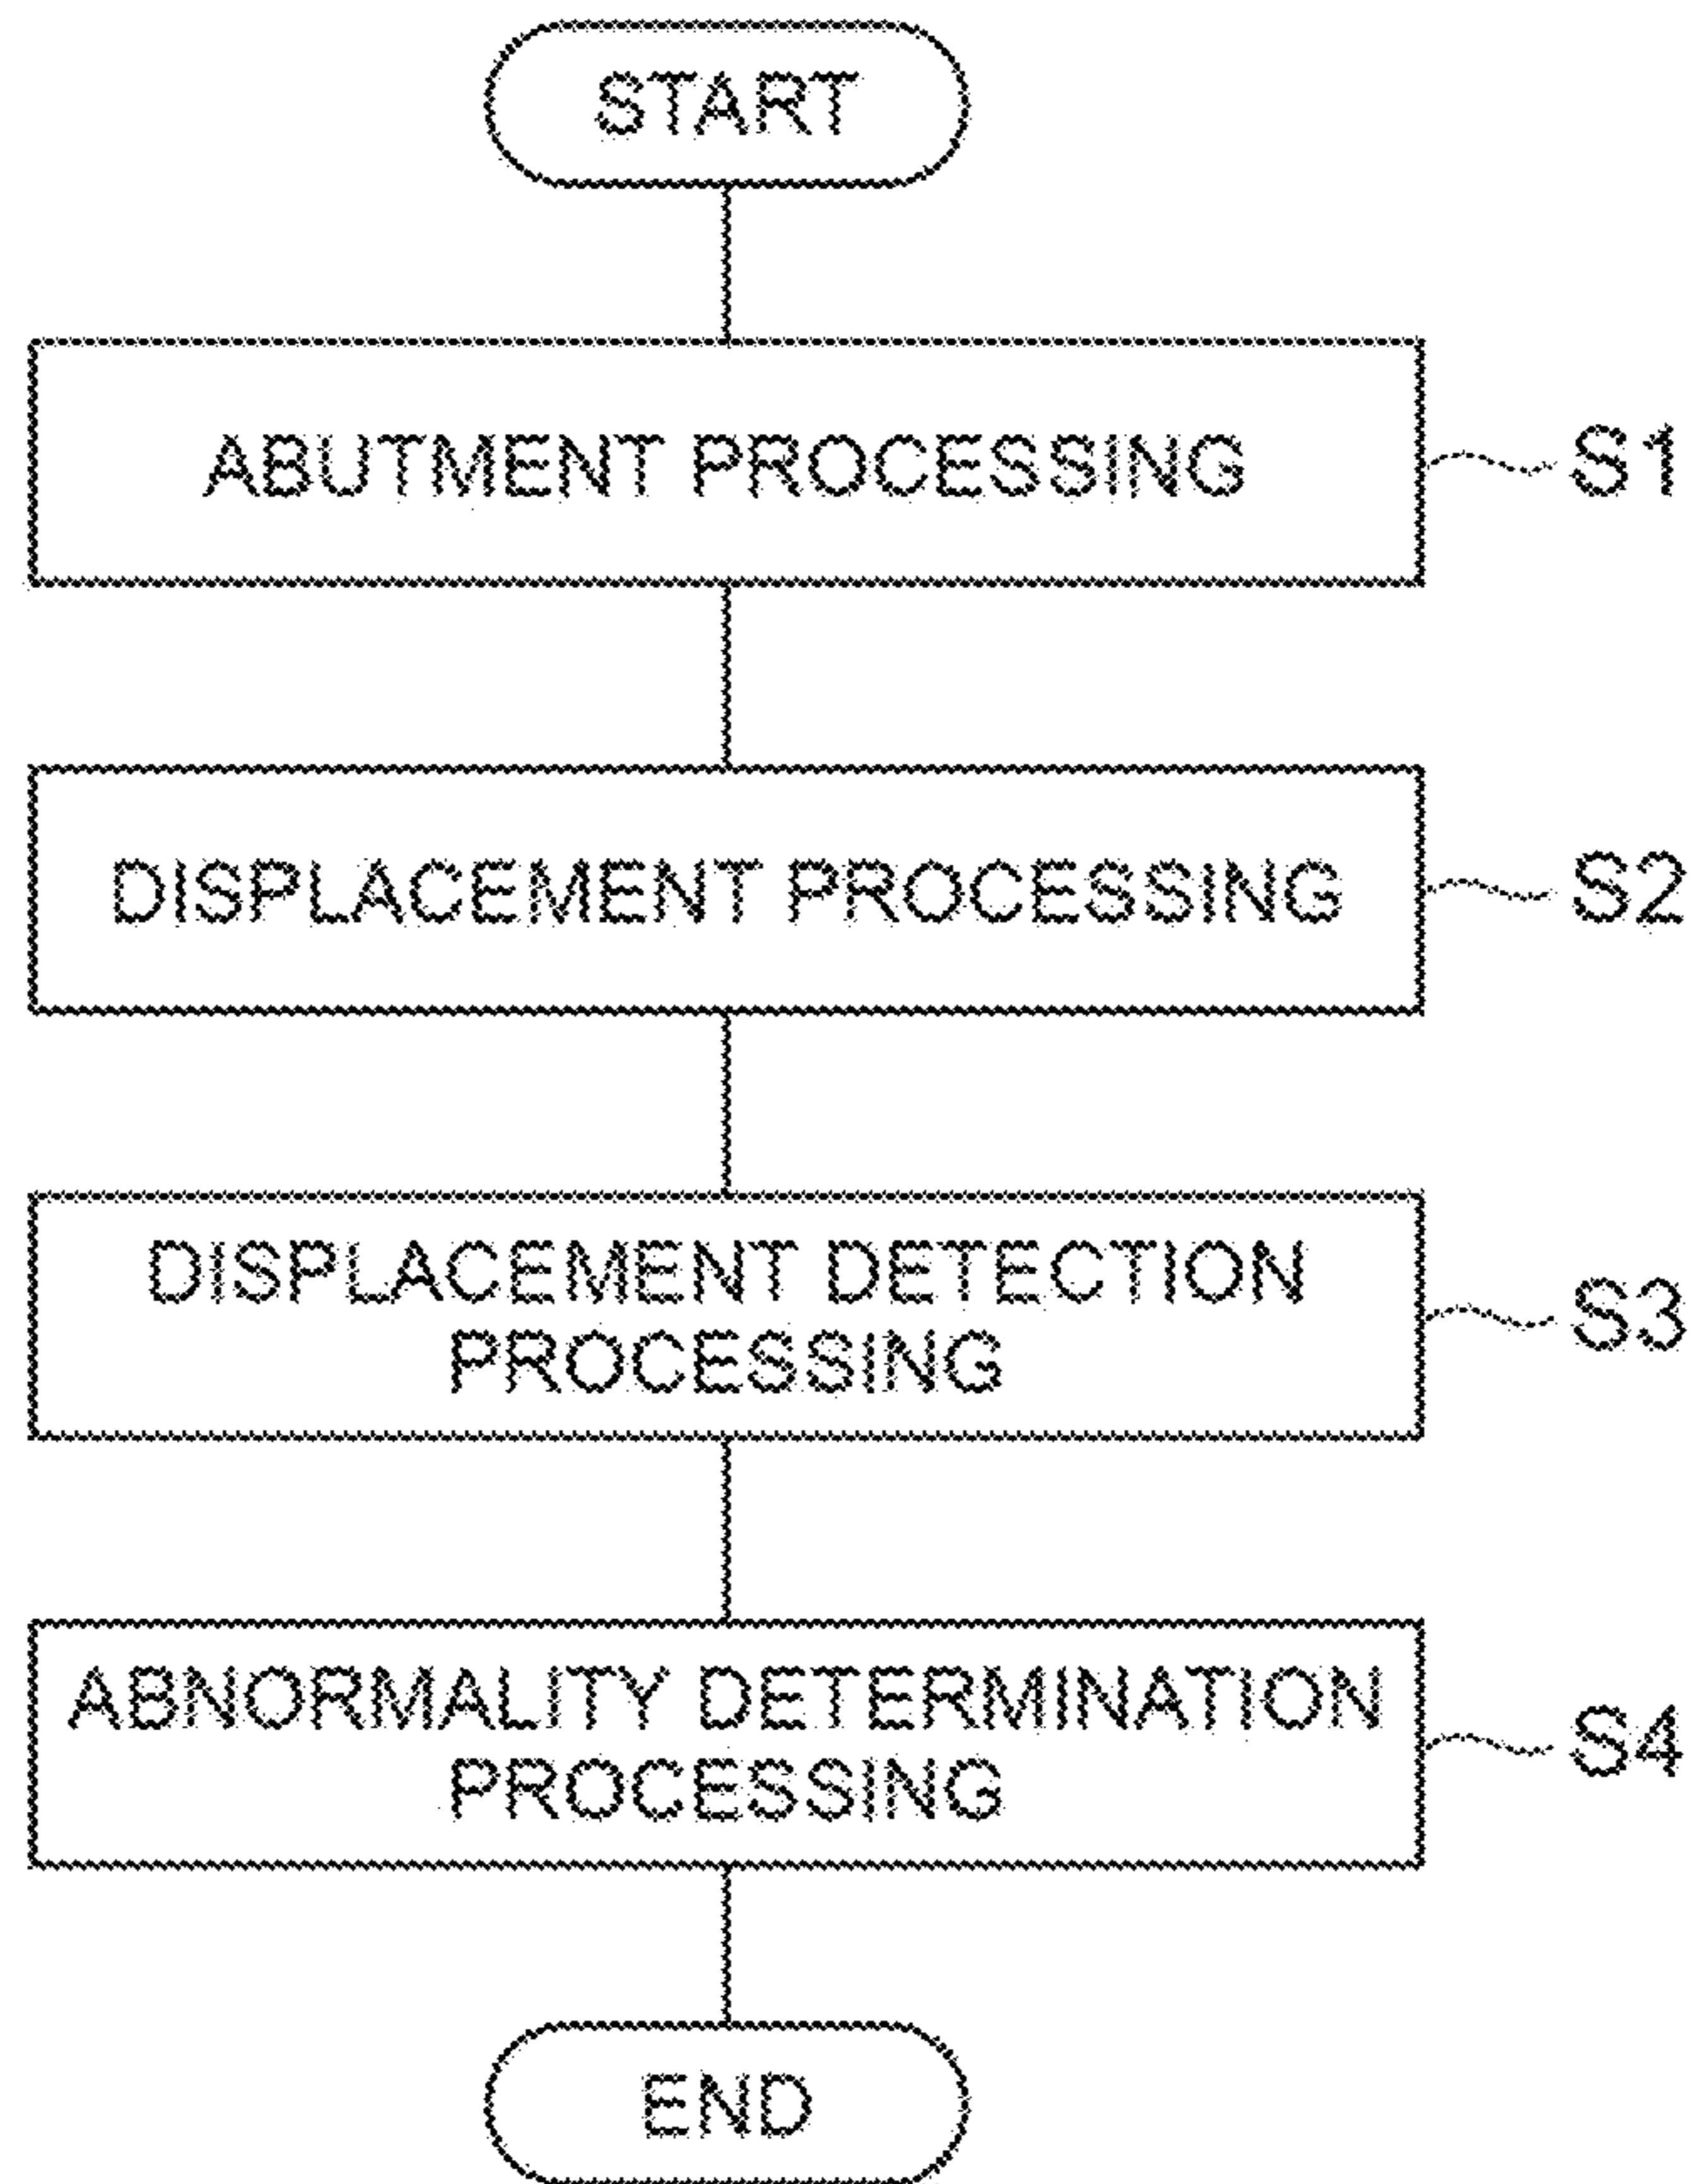 START
ABUTMENT PROCESSING
S1
DISPLACEMENT PROCESSING
S2
DISPLACEMENT DETECTION
PROCESSING
S3
ABNORMALITY DETERMINATION
PROCESSING
S4
END